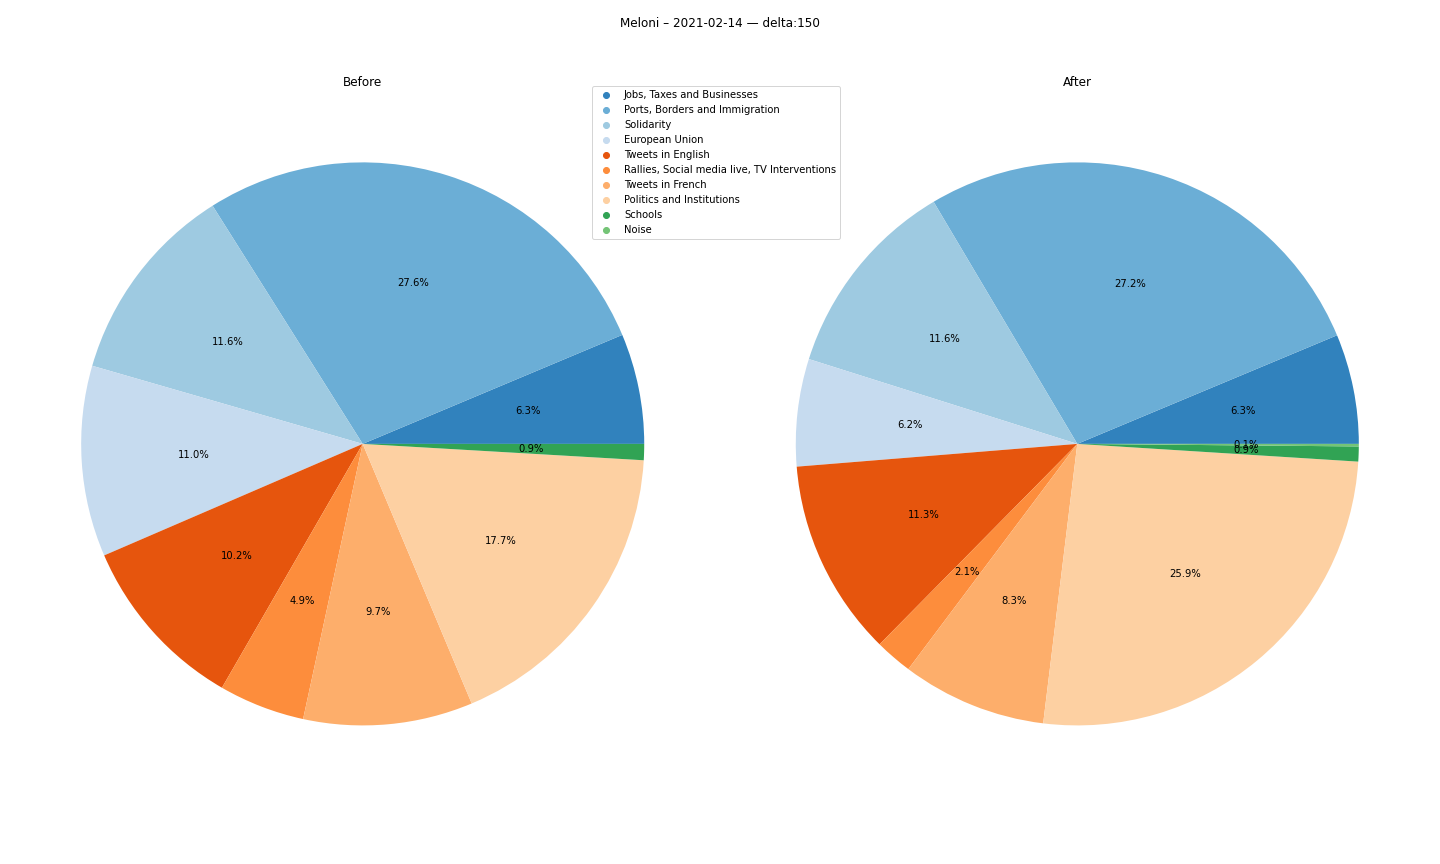 Meloni – 2021-02-14 — delta:150
Before
After
Jobs, Taxes and Businesses
Ports, Borders and Immigration
Solidarity
European Union
Tweets in English
Rallies, Social media live, TV Interventions
Tweets in French
Politics and Institutions
Schools
Noise
27.6%
11.6%
6.3%
0.9%
11.0%
10.2%
4.9%
9.7%
17.7%
27.2%
11.6%
6.3%
0.1%
0.9%
6.2%
11.3%
2.1%
8.3%
25.9%